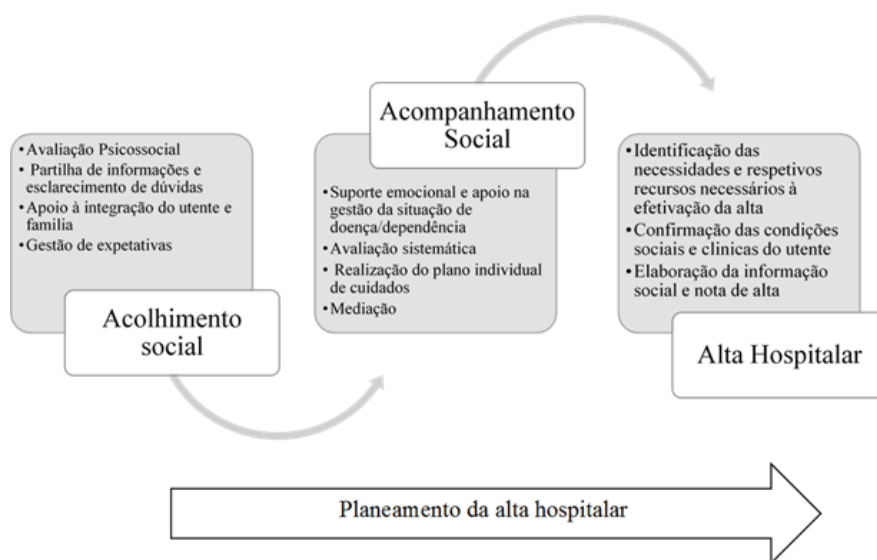 • Avaliação Psicossocial
• Partilha de informações e
esclarecimento de dúvidas
• Apoio à integração do utente e
familia
• Gestão de expetativas
Acolhimento
social
Acompanhamento
Social
• Suporte emocional e apoio na
gestão da situação de
doença/dependência
• Avaliação sistemática
• Realização do plano individual
de cuidados
• Mediação
• Identificação das
necessidades e respetivos
recursos necessários à
efetivação da alta
• Confirmação das condições
sociais e clinicas do utente
• Elaboração da informação
social e nota de alta
Alta Hospitalar
Planeamento da alta hospitalar